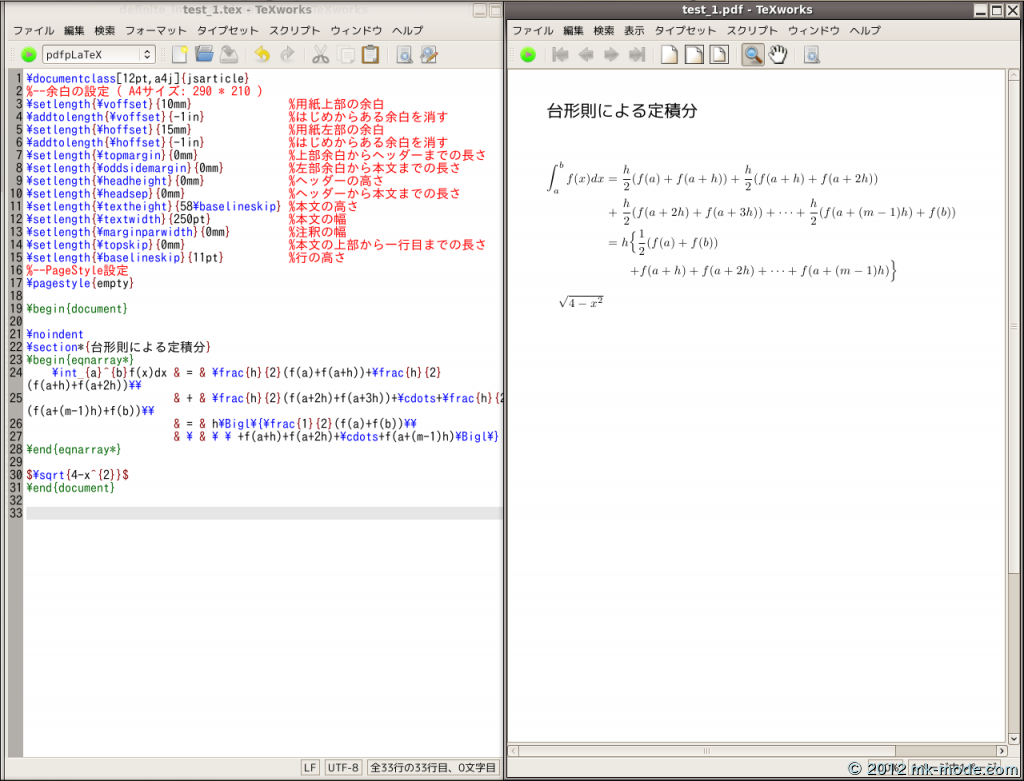 test_1.tex - TeXworks
ファイル 編集 検索 フォーマット タイプセット スクリプト ウィンドウ ヘルプ
pdfpLaTeX
1 ¥documentclass[12pt,a4j]{jsarticle}
2 %--余白の設定 ( A4サイズ: 290 * 210 )
3 ¥setlength{¥voffset}{10mm} %用紙上部の余白
4 ¥addtolength{¥voffset}{-1in} %はじめからある余白を消す
5 ¥setlength{¥hoffset}{15mm} %用紙左部の余白
6 ¥addtolength{¥hoffset}{-1in} %はじめからある余白を消す
7 ¥setlength{¥topmargin}{0mm} %上部余白からヘッダーまでの長さ
8 ¥setlength{¥oddsidemargin}{0mm} %左部余白から本文までの長さ
9 ¥setlength{¥headheight}{0mm} %ヘッダーの高さ
10 ¥setlength{¥headsep}{0mm} %ヘッダーから本文までの長さ
11 ¥setlength{¥textheight}{58¥baselineskip} %本文の高さ
12 ¥setlength{¥textwidth}{250pt} %本文の幅
13 ¥setlength{¥marginparwidth}{0mm} %注釈の幅
14 ¥setlength{¥topskip}{0mm} %本文の上部から一行目までの長さ
15 ¥setlength{¥baselineskip}{11pt} %行の高さ
16 %--PageStyle設定
17 ¥pagestyle{empty}
18
19 ¥begin{document}
20
21 ¥noindent
22 ¥section*{台形則による定積分}
23 ¥begin{eqnarray*}
24 ¥int_{a}^{b}f(x)dx & = & ¥frac{h}{2}(f(a)+f(a+h))+¥frac{h}{2}
(f(a+h)+f(a+2h))¥¥
25 & + & ¥frac{h}{2}(f(a+2h)+f(a+3h))+¥cdots+¥frac{h}{2
(f(a+(m-1)h)+f(b))¥¥
26 & = & h¥Bigl¥{¥frac{1}{2}(f(a)+f(b))¥¥
27 & ¥ & ¥ ¥ +f(a+h)+f(a+2h)+¥cdots+f(a+(m-1)h)¥Bigl¥}
28 ¥end{eqnarray*}
29
30 $¥sqrt{4-x^{2}}$
31 ¥end{document}
32
33
LF UTF-8 全33行の33行目、0文字目
test_1.pdf - TeXworks
ファイル 編集 検索 表示 タイプセット スクリプト ウィンドウ ヘルプ
台形則による定積分
∫_a^b f(x)dx = h/2(f(a) + f(a + h)) + h/2(f(a + h) + f(a + 2h))
+ h/2(f(a + 2h) + f(a + 3h)) + ⋯ + h/2(f(a + (m − 1)h) + f(b))
= h{1/2(f(a) + f(b))
+f(a + h) + f(a + 2h) + ⋯ + f(a + (m − 1)h)}
√(4 − x²)
© 2012 mk-mode.com